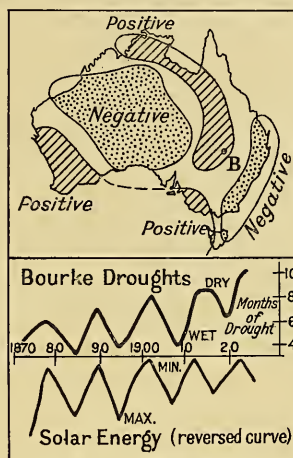 Positive
Negative
B
Positive
Positive
Negative
Bourke Droughts
DRY
Months
of
Drought
10
8
6
4
WET
1870
90
1900
10
20
MIN.
MAX.
Solar Energy (reversed curve)